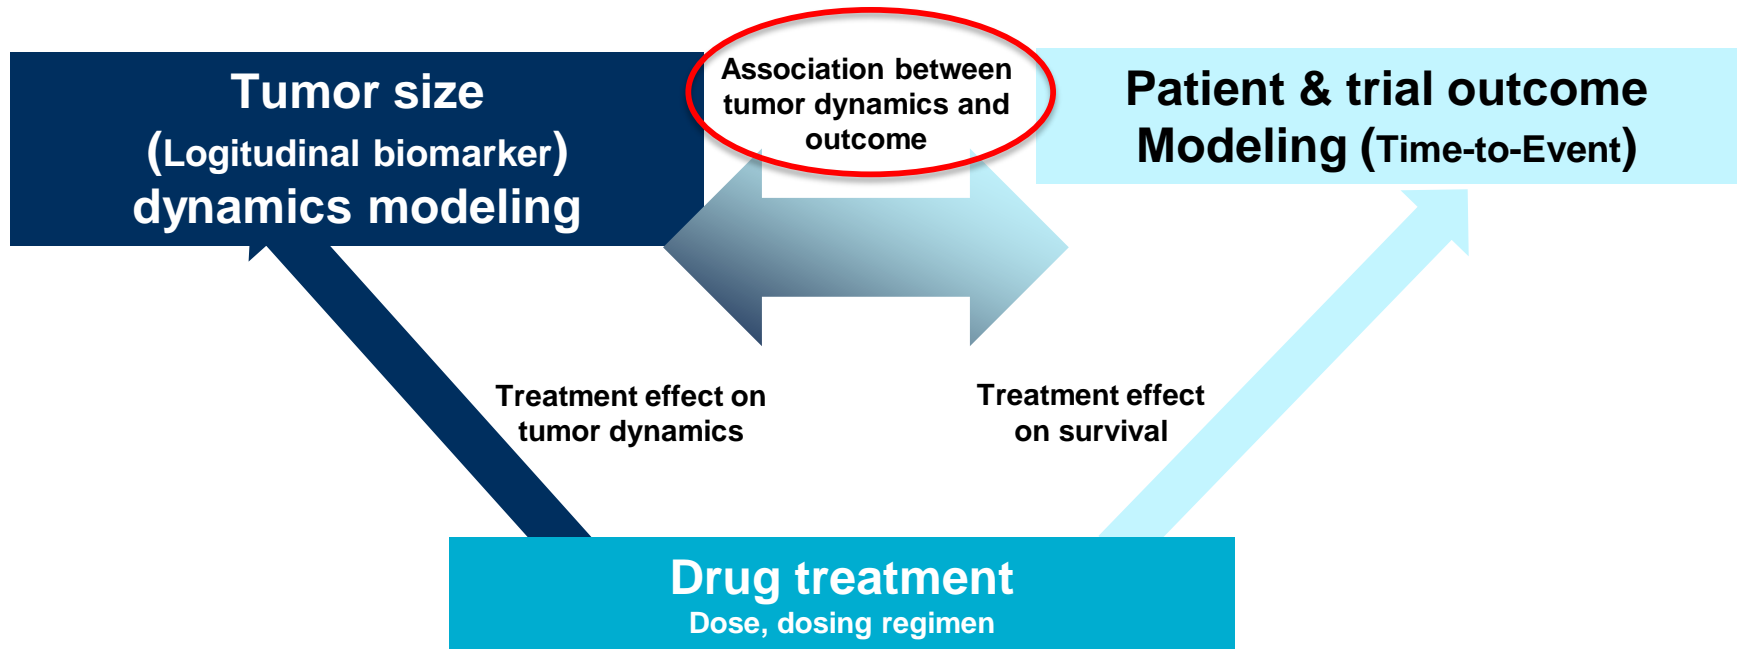 Tumor size
(Logitudinal biomarker)
dynamics modeling
Association between
tumor dynamics and
outcome
Patient & trial outcome
Modeling (Time-to-Event)
Treatment effect on
tumor dynamics
Treatment effect
on survival
Drug treatment
Dose, dosing regimen